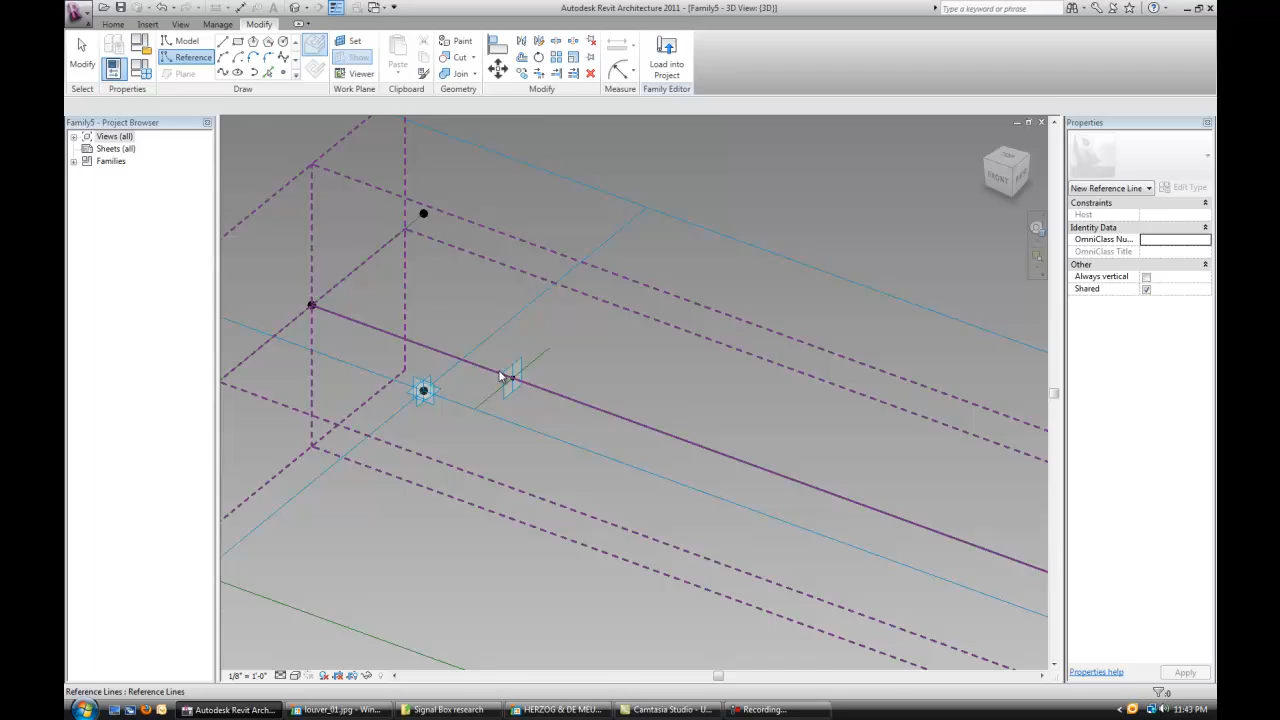 Autodesk Revit Architecture 2011 - Family5 - 3D View: {3D}]
Type a keyword or phrase
Home Insert View Manage Modify
Modify
Model
Reference
Plane
Set
Show
Viewer
Paste
Paint
Cut
Join
Load into
Project
Select Properties Draw Work Plane Clipboard Geometry Modify Measure Family Editor
Family5 - Project Browser
Views (all)
Sheets (all)
Families
TOP
FRONT
Properties
New Reference Line
Edit Type
Constraints
Host
Identity Data
OmniClass Nu...
OmniClass Title
Other
Always vertical
Shared
Properties help
Apply
1/8" = 1'-0"
Reference Lines : Reference Lines
:0
Autodesk Revit Arch...
louver_01.jpg - Win...
Signal Box research
HERZOG & DE MEU...
Camtasia Studio - U...
Recording...
11:43 PM